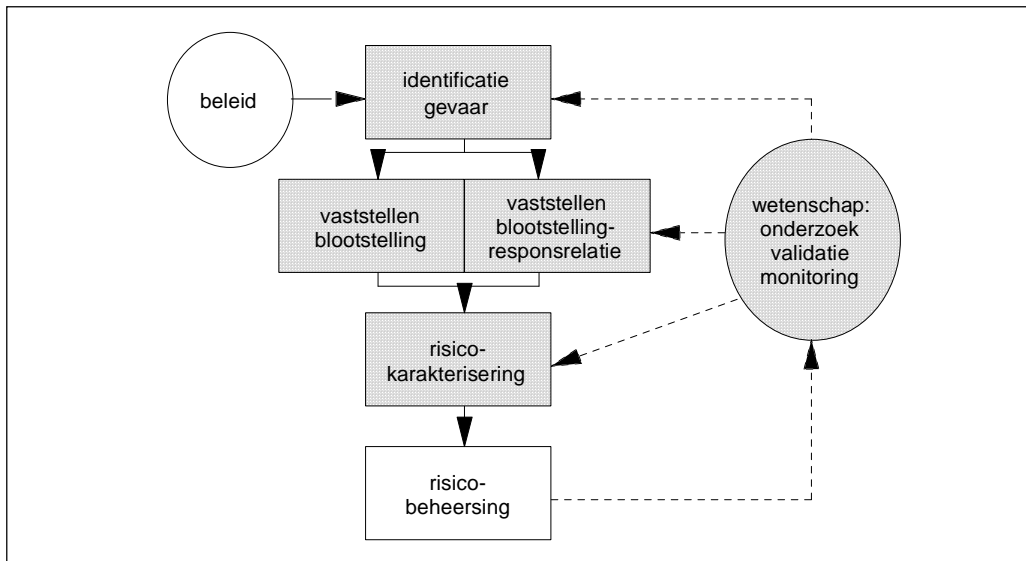 beleid
identificatie
gevaar
vaststellen
blootstelling
vaststellen
blootstelling-
responsrelatie
wetenschap:
onderzoek
validatie
monitoring
risico-
karakterisering
risico-
beheersing